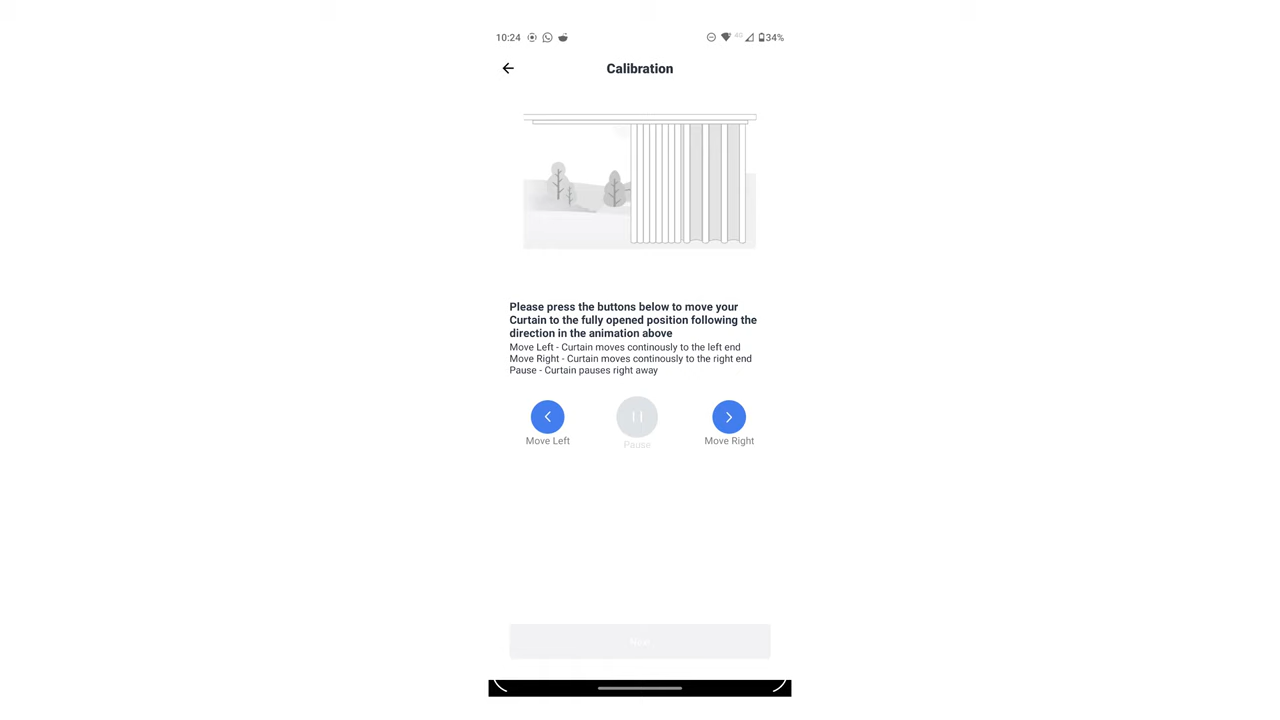 10:24 4G 34%
Calibration
Please press the buttons below to move your
Curtain to the fully opened position following the
direction in the animation above
Move Left - Curtain moves continously to the left end
Move Right - Curtain moves continously to the right end
Pause - Curtain pauses right away
Move Left Pause Move Right
Next